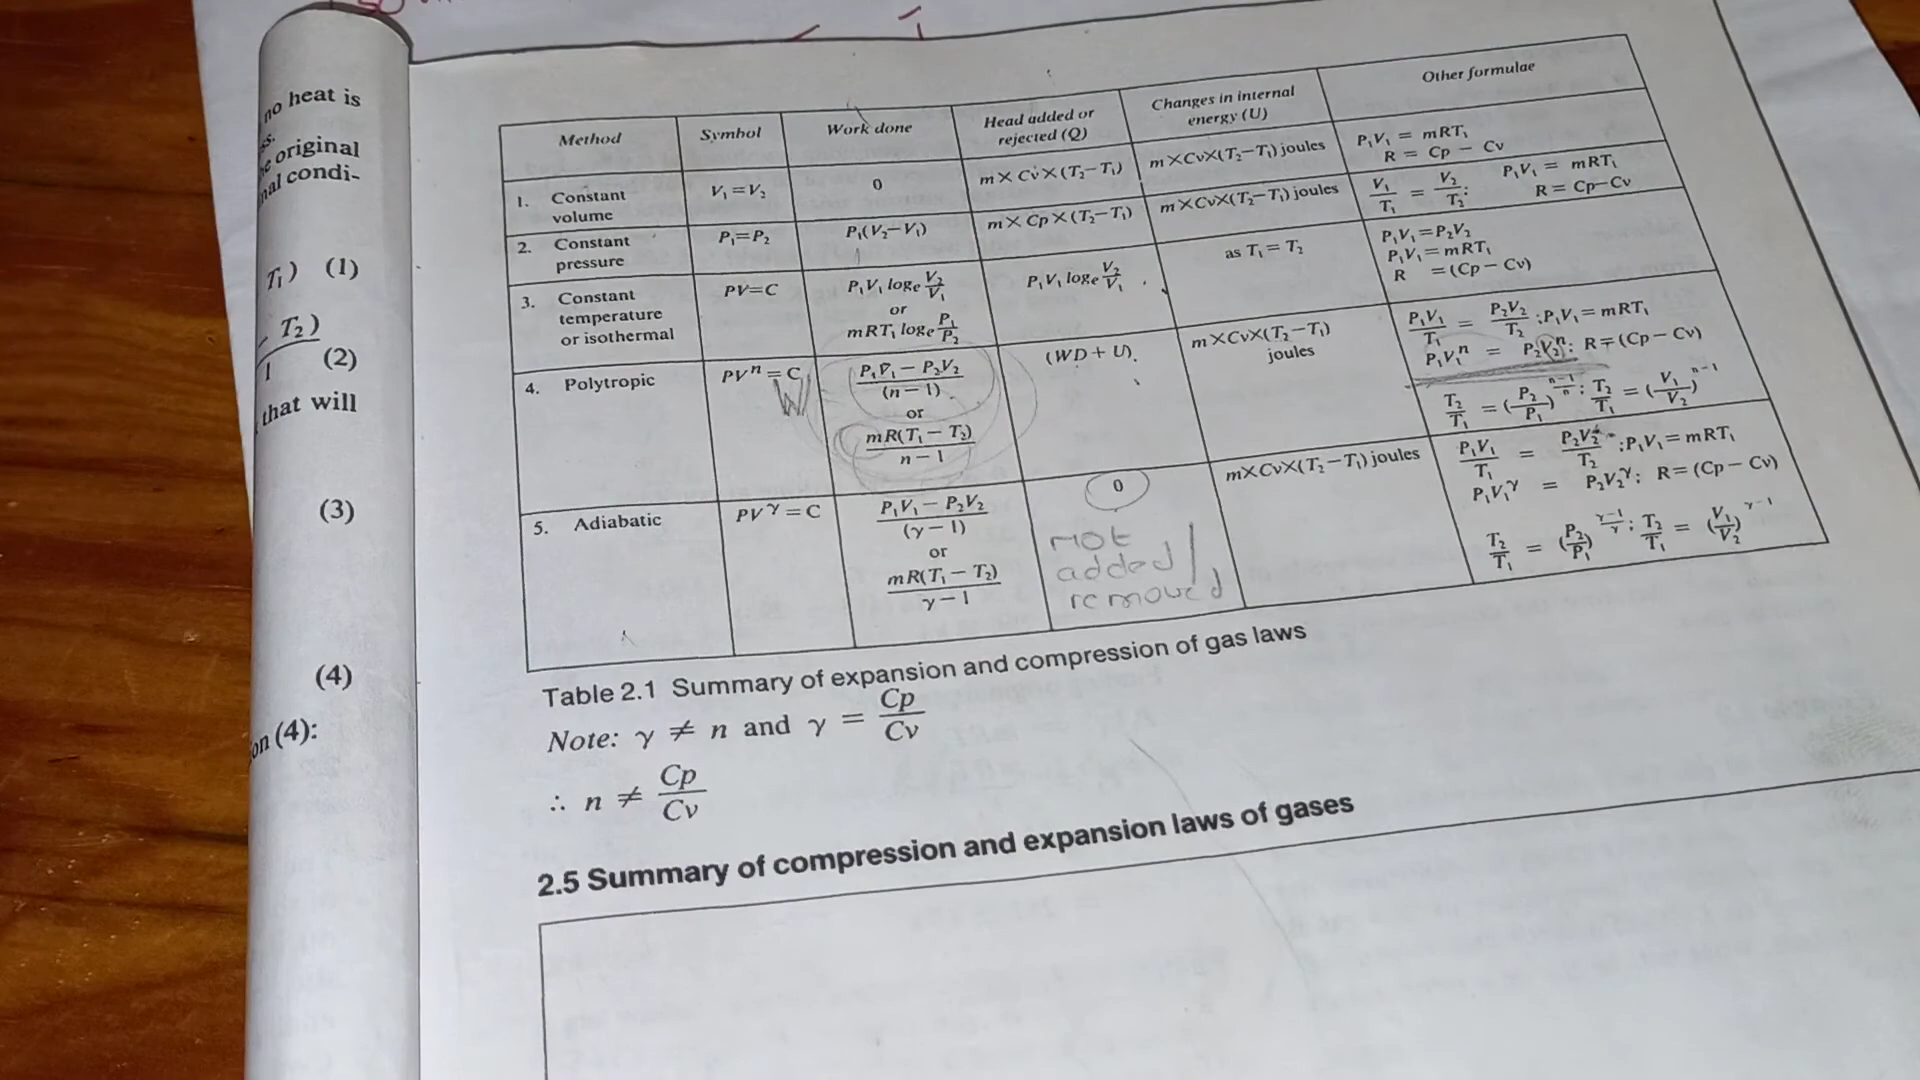 no heat is
ss.
e original
nal condi-
T₁) (1)
T₂)
1 (2)
that will
(3)
(4)
on (4):
Method Symbol Work done Head added or rejected (Q) Changes in internal energy (U) Other formulae
1. Constant volume V₁ = V₂ 0 m × Cv × (T₂ − T₁) m × Cv × (T₂ − T₁) joules P₁V₁ = mRT₁
R = Cp − Cv
2. Constant pressure P₁ = P₂ P₁(V₂ − V₁) m × Cp × (T₂ − T₁) m × Cv × (T₂ − T₁) joules V₁/T₁ = V₂/T₂; P₁V₁ = mRT₁
R = Cp − Cv
3. Constant temperature or isothermal PV = C P₁V₁ logₑ V₂/V₁ or mRT₁ logₑ P₁/P₂ P₁V₁ logₑ V₂/V₁ as T₁ = T₂ P₁V₁ = P₂V₂
P₁V₁ = mRT₁
R = (Cp − Cv)
4. Polytropic PVⁿ = C W (P₁V₁ − P₂V₂)/(n − 1) or mR(T₁ − T₂)/(n − 1) (WD + U) m × Cv × (T₂ − T₁) joules P₁V₁/T₁ = P₂V₂/T₂; P₁V₁ = mRT₁
P₁V₁ⁿ = P₂V₂ⁿ: R = (Cp − Cv)
T₂/T₁ = (P₂/P₁)^((n−1)/n); T₂/T₁ = (V₁/V₂)^(n−1)
5. Adiabatic PV^γ = C (P₁V₁ − P₂V₂)/(γ − 1) or mR(T₁ − T₂)/(γ − 1) 0 m × Cv × (T₂ − T₁) joules P₁V₁/T₁ = P₂V₂/T₂; P₁V₁ = mRT₁
P₁V₁^γ = P₂V₂^γ; R = (Cp − Cv)
T₂/T₁ = (P₂/P₁)^((γ−1)/γ); T₂/T₁ = (V₁/V₂)^(γ−1)
not
added/
removed
Table 2.1 Summary of expansion and compression of gas laws
Note: γ ≠ n and γ = Cp/Cv
∴ n ≠ Cp/Cv
2.5 Summary of compression and expansion laws of gases